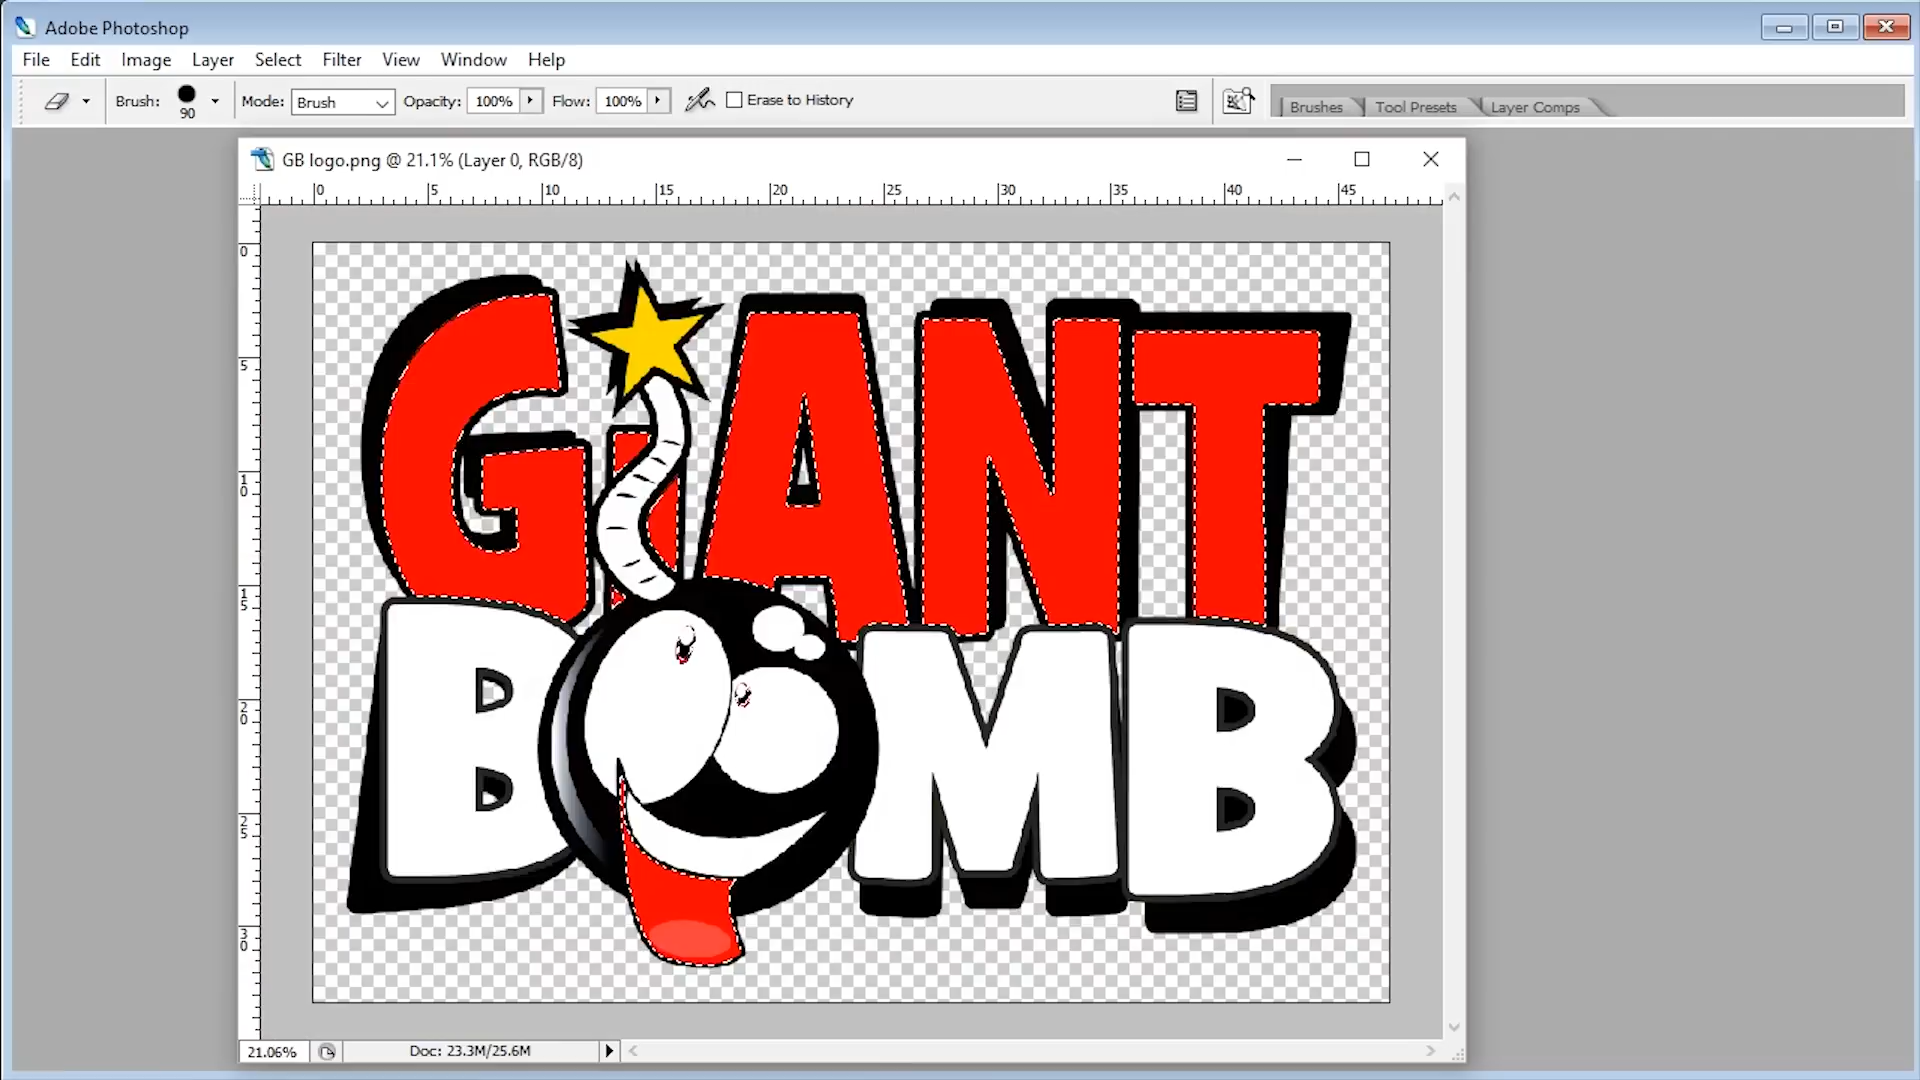 Adobe Photoshop
File Edit Image Layer Select Filter View Window Help
Brush: 90 Mode: Brush Opacity: 100% Flow: 100% Erase to History Brushes Tool Presets Layer Comps
GB logo.png @ 21.1% (Layer 0, RGB/8)
0 5 10 15 20 25 30 35 40 45
0
5
10
15
20
25
30
GIANT
BOMB
21.06% Doc: 23.3M/25.6M